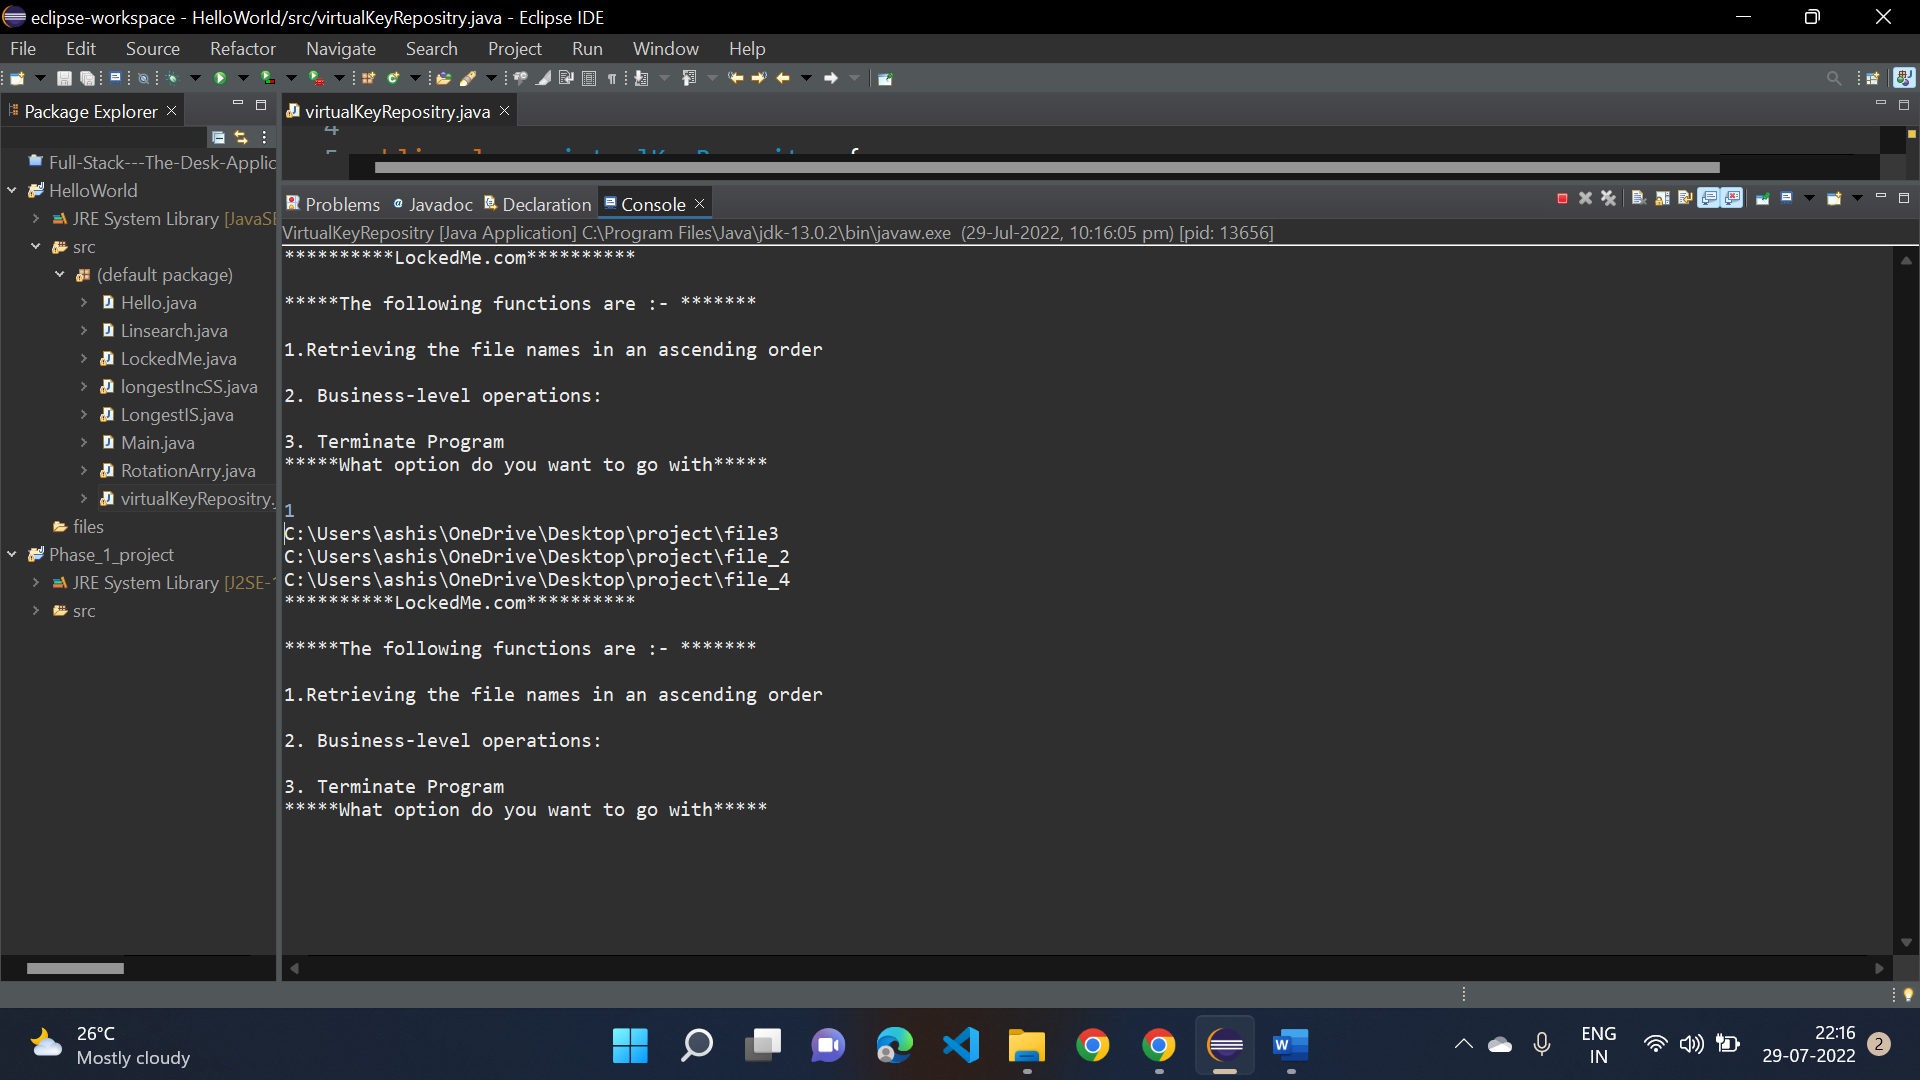 eclipse-workspace - HelloWorld/src/virtualKeyRepositry.java - Eclipse IDE
File Edit Source Refactor Navigate Search Project Run Window Help
Package Explorer
virtualKeyRepositry.java
4
Full-Stack---The-Desk-Applic
HelloWorld
JRE System Library [JavaSE
src
(default package)
Hello.java
Linsearch.java
LockedMe.java
longestIncSS.java
LongestIS.java
Main.java
RotationArry.java
virtualKeyRepositry.
files
Phase_1_project
JRE System Library [J2SE-
src
Problems Javadoc Declaration Console
VirtualKeyRepositry [Java Application] C:\Program Files\Java\jdk-13.0.2\bin\javaw.exe (29-Jul-2022, 10:16:05 pm) [pid: 13656]
**********LockedMe.com**********
*****The following functions are :- *******
1.Retrieving the file names in an ascending order
2. Business-level operations:
3. Terminate Program
*****What option do you want to go with*****
1
C:\Users\ashis\OneDrive\Desktop\project\file3
C:\Users\ashis\OneDrive\Desktop\project\file_2
C:\Users\ashis\OneDrive\Desktop\project\file_4
**********LockedMe.com**********
*****The following functions are :- *******
1.Retrieving the file names in an ascending order
2. Business-level operations:
3. Terminate Program
*****What option do you want to go with*****
26°C
Mostly cloudy
ENG
IN
22:16
29-07-2022
2